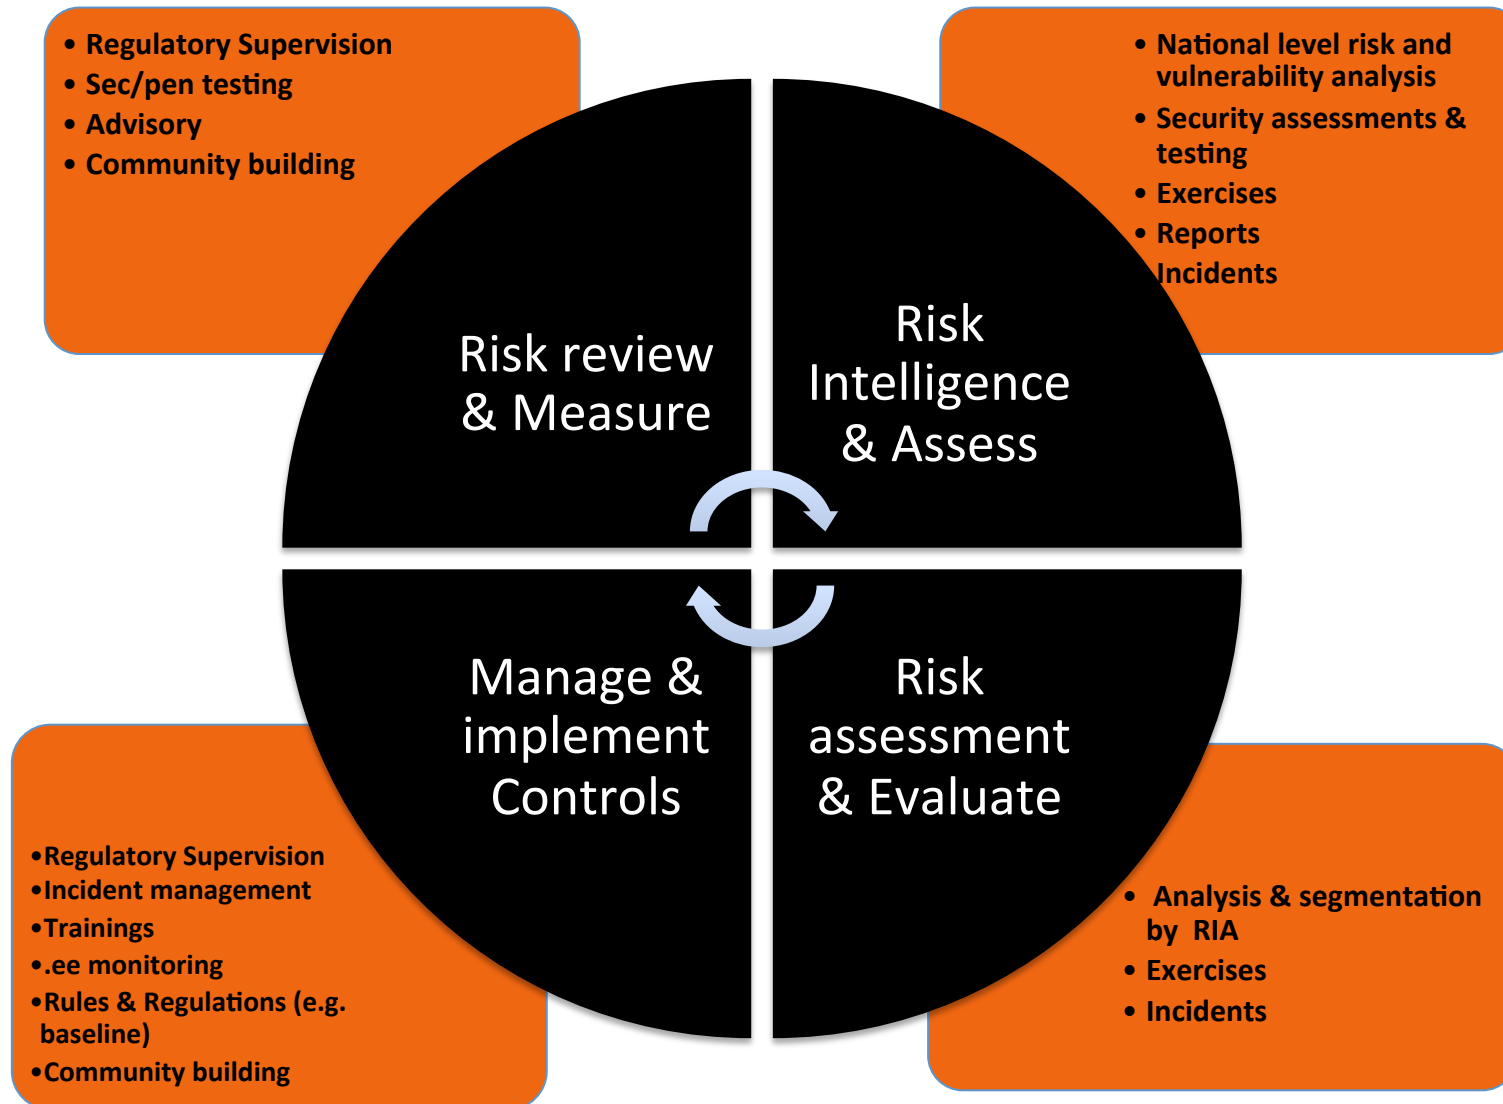 • Regulatory Supervision
• Sec/pen testing
• Advisory
• Community building
• National level risk and
vulnerability analysis
• Security assessments &
testing
• Exercises
• Reports
• Incidents
Risk review
& Measure
Risk
Intelligence
& Assess
Manage &
implement
Controls
Risk
assessment
& Evaluate
•Regulatory Supervision
•Incident management
•Trainings
•.ee monitoring
•Rules & Regulations (e.g.
baseline)
•Community building
• Analysis & segmentation
by RIA
• Exercises
• Incidents